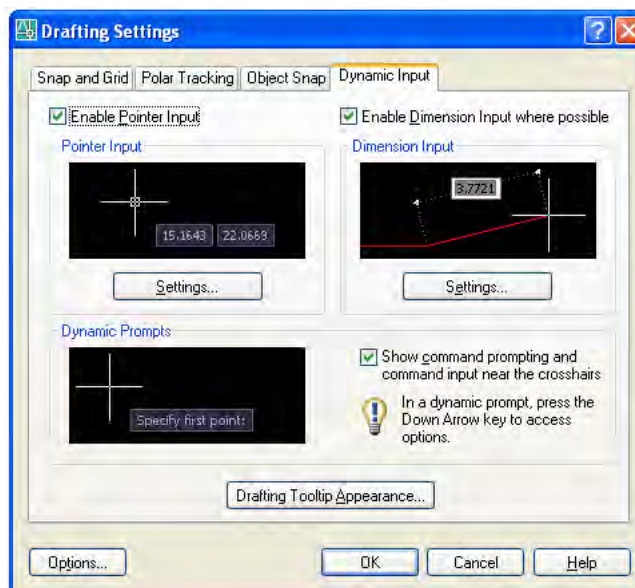 Drafting Settings
Snap and Grid Polar Tracking Object Snap Dynamic Input
Enable Pointer Input
Enable Dimension Input where possible
Pointer Input
Dimension Input
15.1643 22.0669
3.7721
Settings...
Settings...
Dynamic Prompts
Specify first point:
Show command prompting and
command input near the crosshairs
In a dynamic prompt, press the
Down Arrow key to access
options.
Drafting Tooltip Appearance...
Options... OK Cancel Help